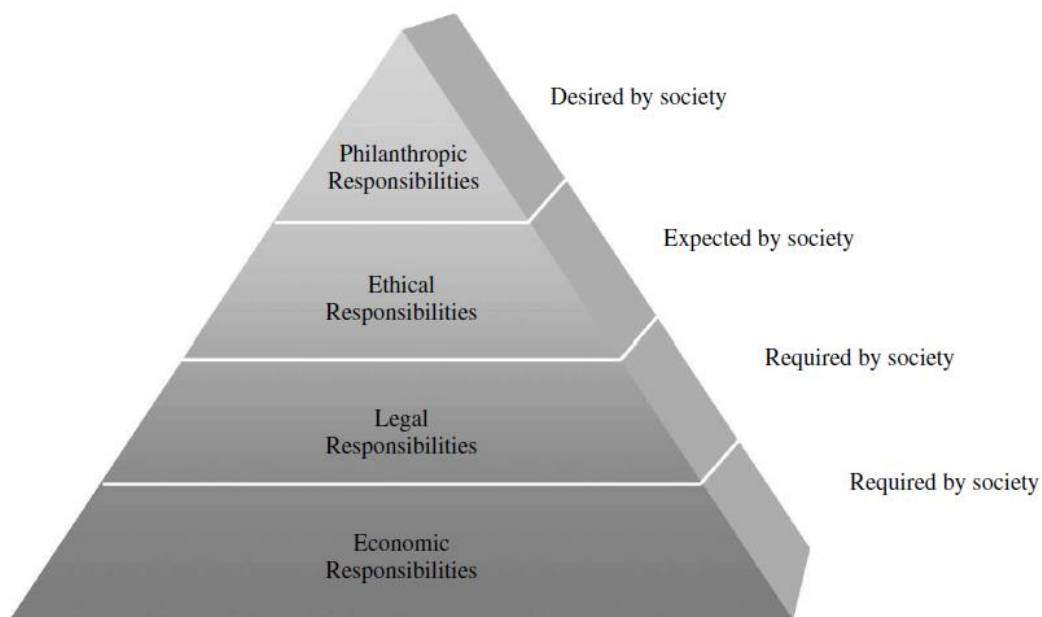 Desired by society
Philanthropic
Responsibilities
Expected by society
Ethical
Responsibilities
Required by society
Legal
Responsibilities
Required by society
Economic
Responsibilities